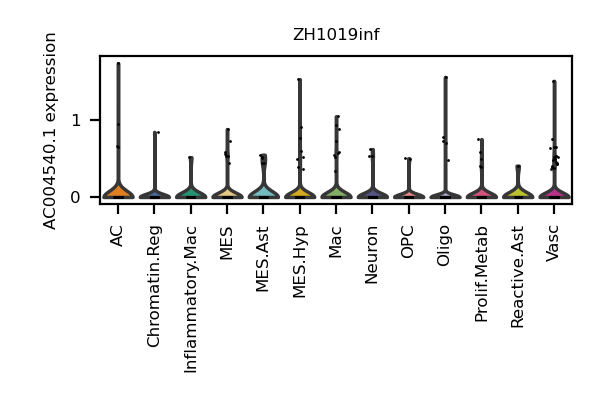 ZH1019inf
AC004540.1 expression
1
0
AC
Chromatin.Reg
Inflammatory.Mac
MES
MES.Ast
MES.Hyp
Mac
Neuron
OPC
Oligo
Prolif.Metab
Reactive.Ast
Vasc